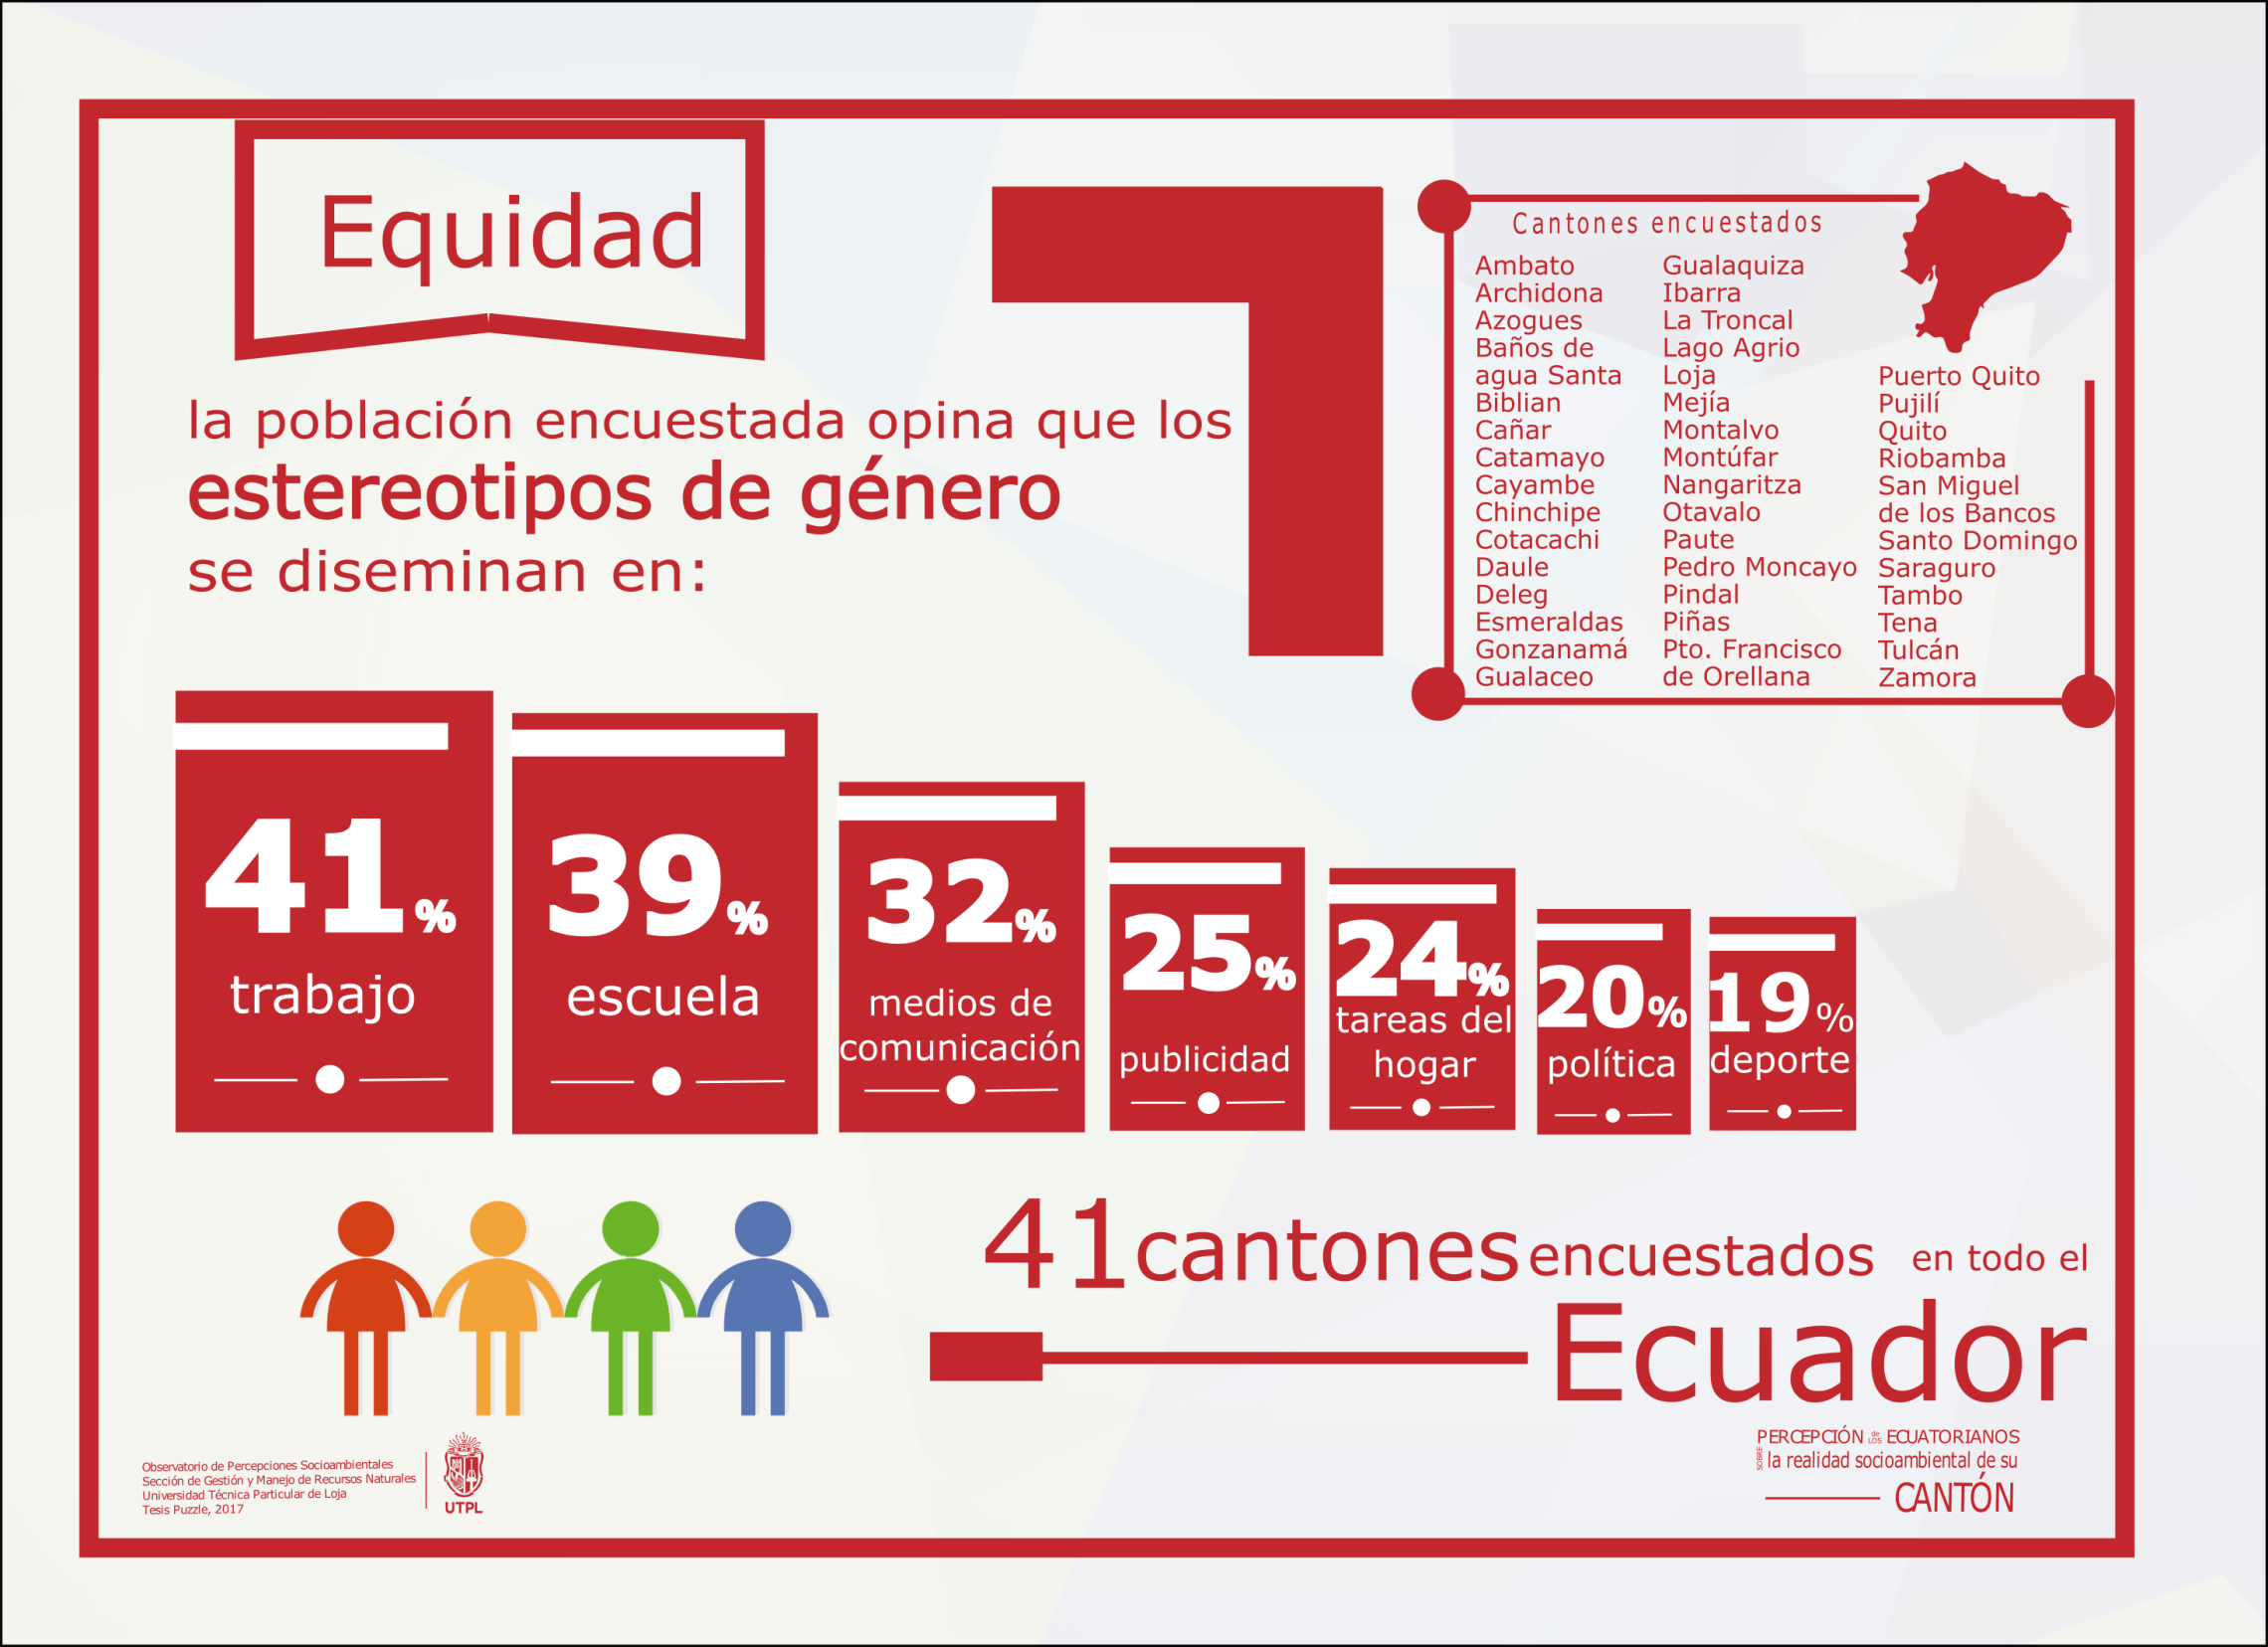 Equidad
la población encuestada opina que los
estereotipos de género
se diseminan en:
Cantones encuestados
Ambato
Archidona
Azogues
Baños de
agua Santa
Biblian
Cañar
Catamayo
Cayambe
Chinchipe
Cotacachi
Daule
Deleg
Esmeraldas
Gonzanamá
Gualaceo
Gualaquiza
Ibarra
La Troncal
Lago Agrio
Loja
Mejía
Montalvo
Montúfar
Nangaritza
Otavalo
Paute
Pedro Moncayo
Pindal
Piñas
Pto. Francisco
de Orellana
Puerto Quito
Pujilí
Quito
Riobamba
San Miguel
de los Bancos
Santo Domingo
Saraguro
Tambo
Tena
Tulcán
Zamora
41%
trabajo
39%
escuela
32%
medios de
comunicación
25%
publicidad
24%
tareas del
hogar
20%
política
19%
deporte
41 cantones encuestados en todo el
Ecuador
Observatorio de Percepciones Socioambientales
Sección de Gestión y Manejo de Recursos Naturales
Universidad Técnica Particular de Loja
Tesis Puzzle, 2017
UTPL
PERCEPCIÓN de LOS ECUATORIANOS
SOBRE la realidad socioambiental de su
CANTÓN